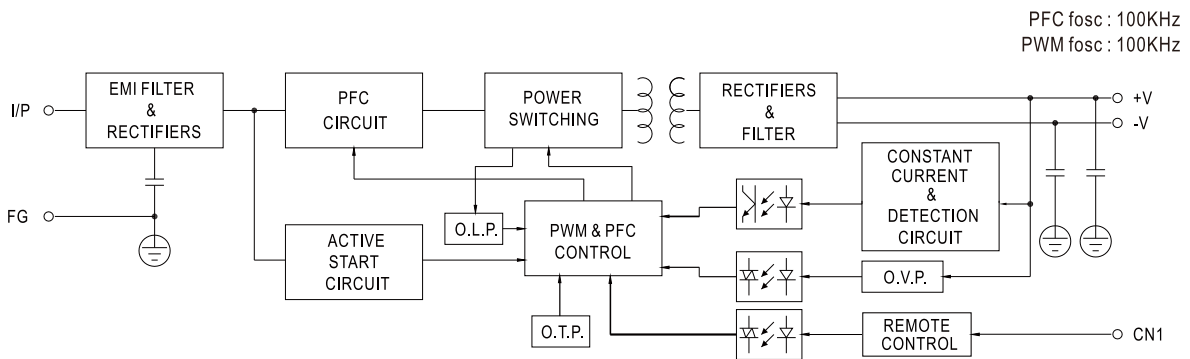 PFC fosc : 100KHz
PWM fosc : 100KHz
I/P
EMI FILTER
&
RECTIFIERS
PFC
CIRCUIT
POWER
SWITCHING
RECTIFIERS
&
FILTER
+V
-V
FG
O.L.P.
PWM & PFC
CONTROL
CONSTANT
CURRENT
&
DETECTION
CIRCUIT
ACTIVE
START
CIRCUIT
O.V.P.
O.T.P.
REMOTE
CONTROL
CN1